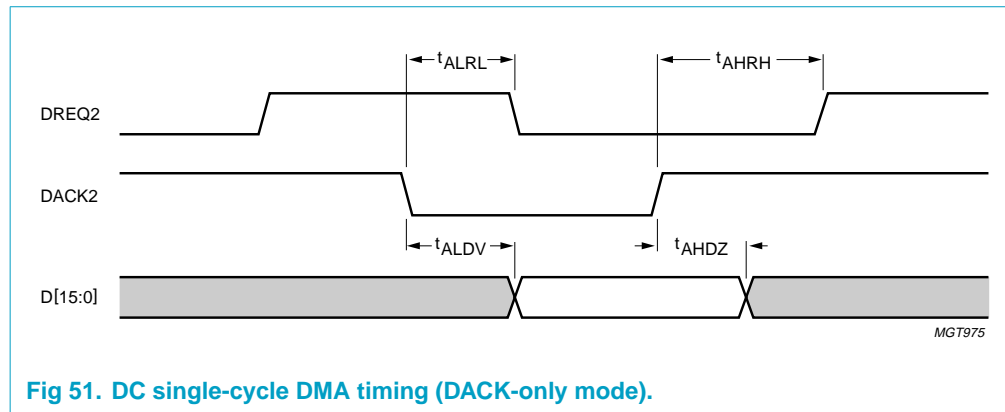 tALRL
tAHRH
DREQ2
DACK2
tALDV
tAHDZ
D[15:0]
MGT975
Fig 51. DC single-cycle DMA timing (DACK-only mode).